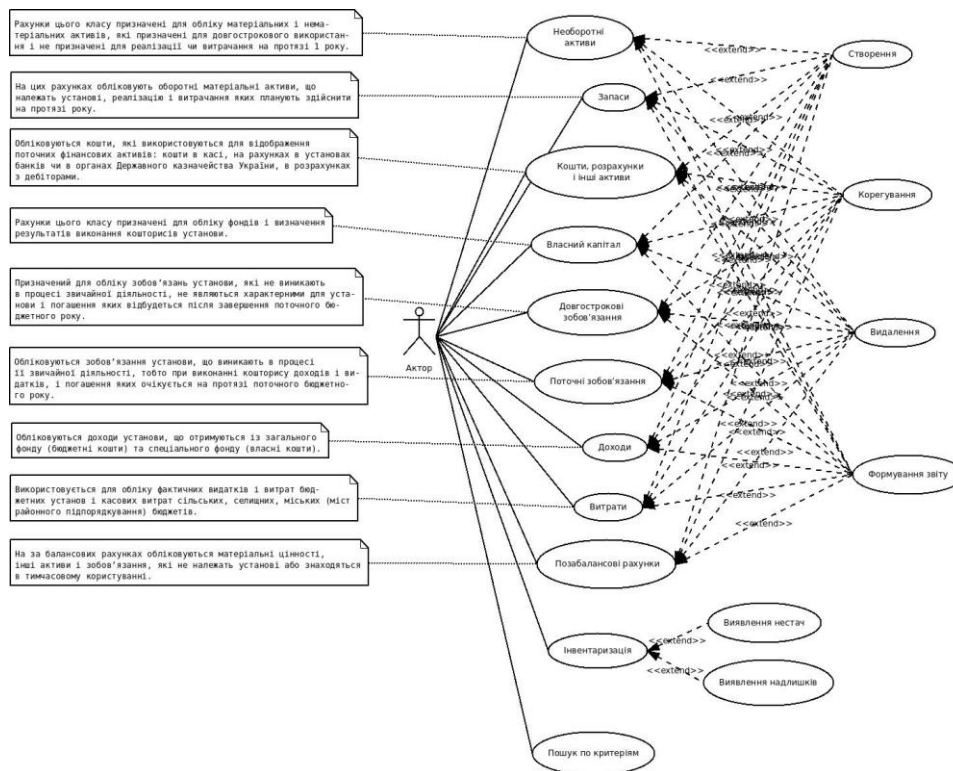 Рахунки цього класу призначені для обліку матеріальних і нема-
теріальних активів, які призначені для довгострокового використан-
ня і не призначені для реалізації чи витрачання на протязі 1 року.
На цих рахунках обліковують оборотні матеріальні активи, що
належать установі, реалізацію і витрачання яких планують здійснити
на протязі року.
Обліковуються кошти, які використовуються для відображення
поточних фінансових активів: кошти в касі, на рахунках в установах
банків чи в органах Державного казначейства України, в розрахунках
з дебіторами.
Рахунки цього класу призначені для обліку фондів і визначення
результатів виконання кошторисів установи.
Призначений для обліку зобов'язань установи, які не виникають
в процесі звичайної діяльності, не являються характерними для уста-
нови і погашення яких відбудеться після завершення поточного бю-
джетного року.
Обліковуються зобов'язання установи, що виникають в процесі
її звичайної діяльності, тобто при виконанні кошторису доходів і ви-
датків, і погашення яких очікується на протязі поточного бюджетно-
го року.
Обліковуються доходи установи, що отримуються із загального
фонду (бюджетні кошти) та спеціального фонду (власні кошти).
Використовується для обліку фактичних видатків і витрат бюд-
жетних установ і касових витрат сільських, селищних, міських (міст
районного підпорядкування) бюджетів.
На за балансових рахунках обліковуються матеріальні цінності,
інші активи і зобов'язання, які не належать установі або знаходяться
в тимчасовому користуванні.
Актор
Необоротні
активи
Запаси
Кошти, розрахунки
і інші активи
Власний капітал
Довгострокові
зобов'язання
Поточні зобов'язання
Доходи
Витрати
Позабалансові рахунки
Інвентаризація
Пошук по критеріям
<<extend>>
<<extend>>
<<extend>>
<<extend>>
<<extend>>
<<extend>>
<<extend>>
<<extend>>
<<extend>>
Створення
Корегування
Видалення
Формування звіту
<<extend>>
<<extend>>
Виявлення нестач
Виявлення надлишків